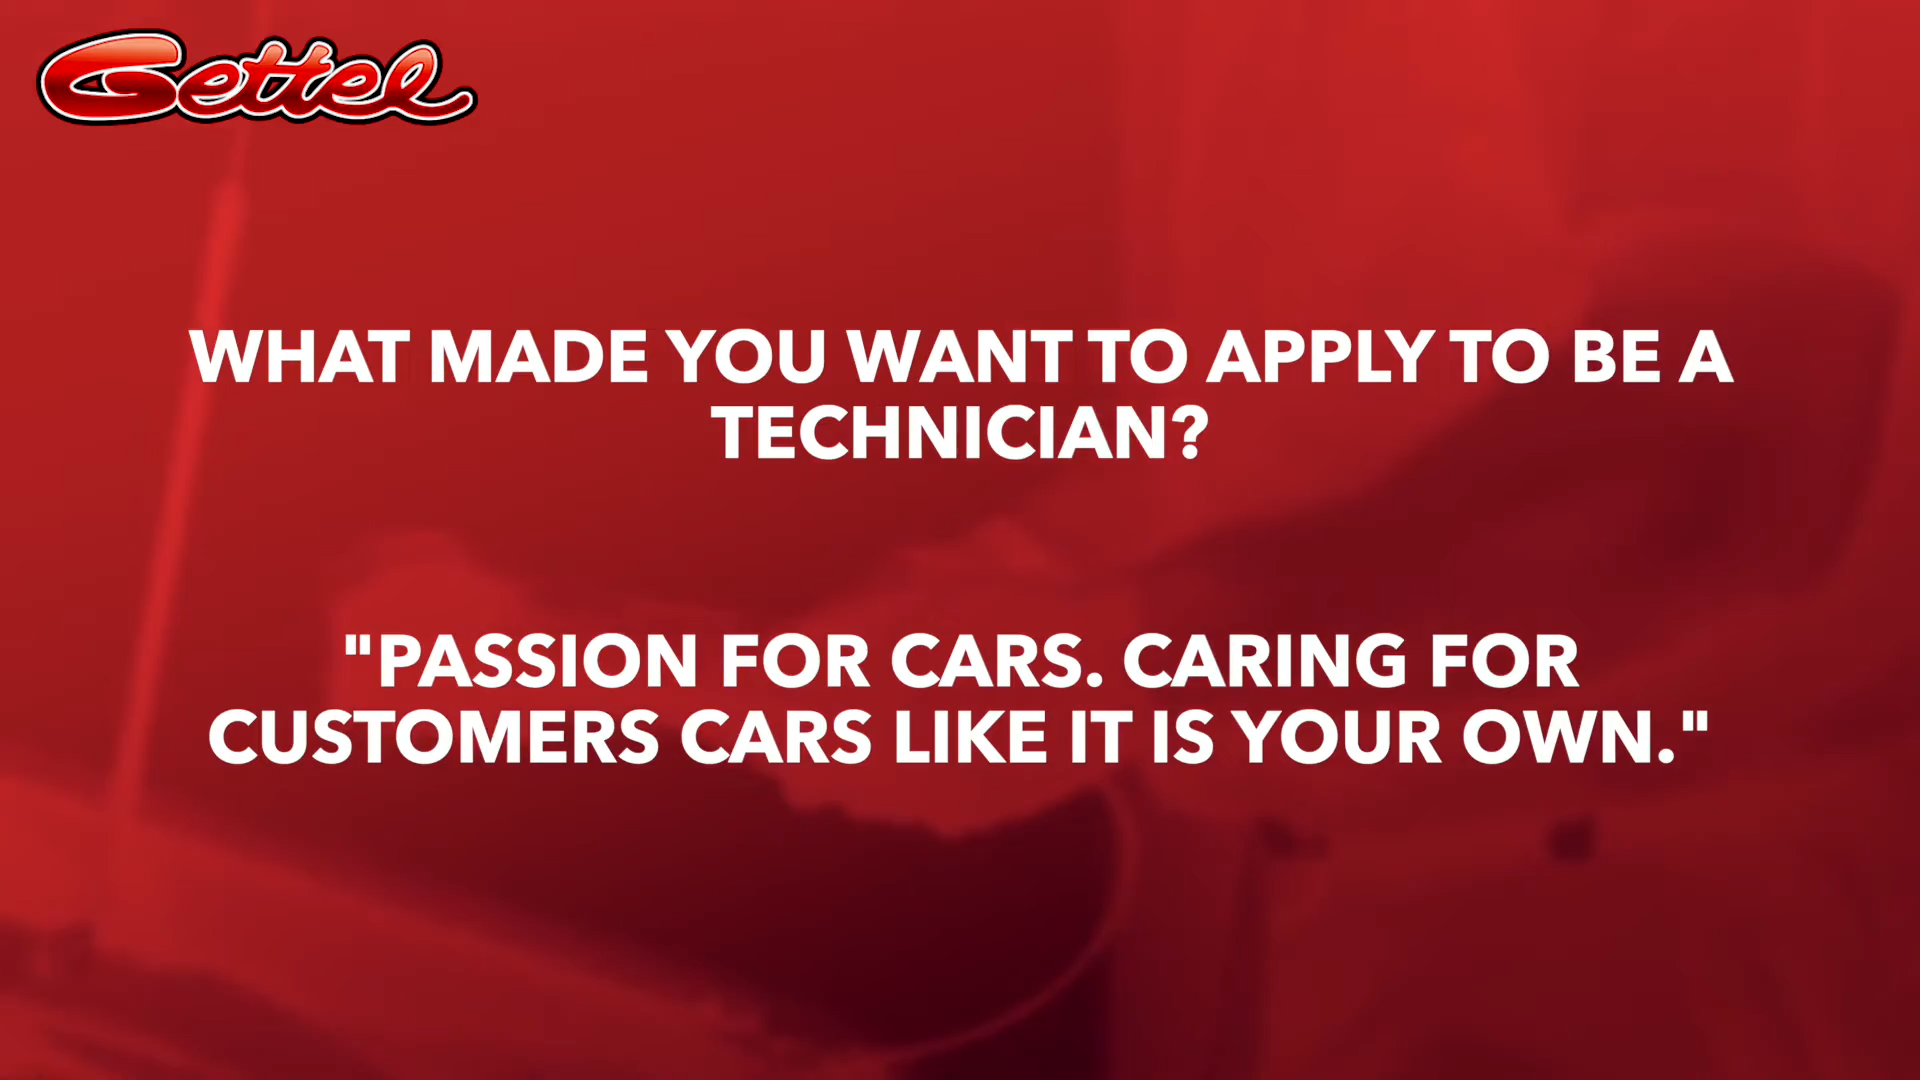 Gettel
WHAT MADE YOU WANT TO APPLY TO BE A
TECHNICIAN?
"PASSION FOR CARS. CARING FOR
CUSTOMERS CARS LIKE IT IS YOUR OWN."